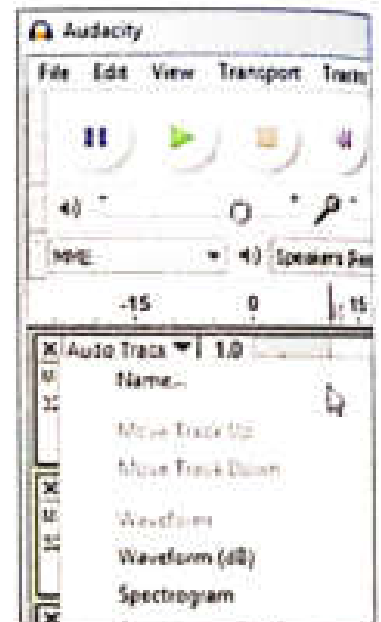 Audacity
File Edit View Transport Tracks
MME Speakers
-15 0 15
X Audio Track 1.0
Name...
Move Track Up
Move Track Down
Waveform
Waveform (dB)
Spectrogram